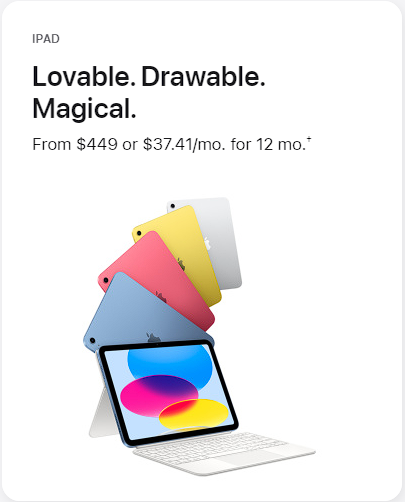 IPAD
Lovable. Drawable.
Magical.
From $449 or $37.41/mo. for 12 mo.†